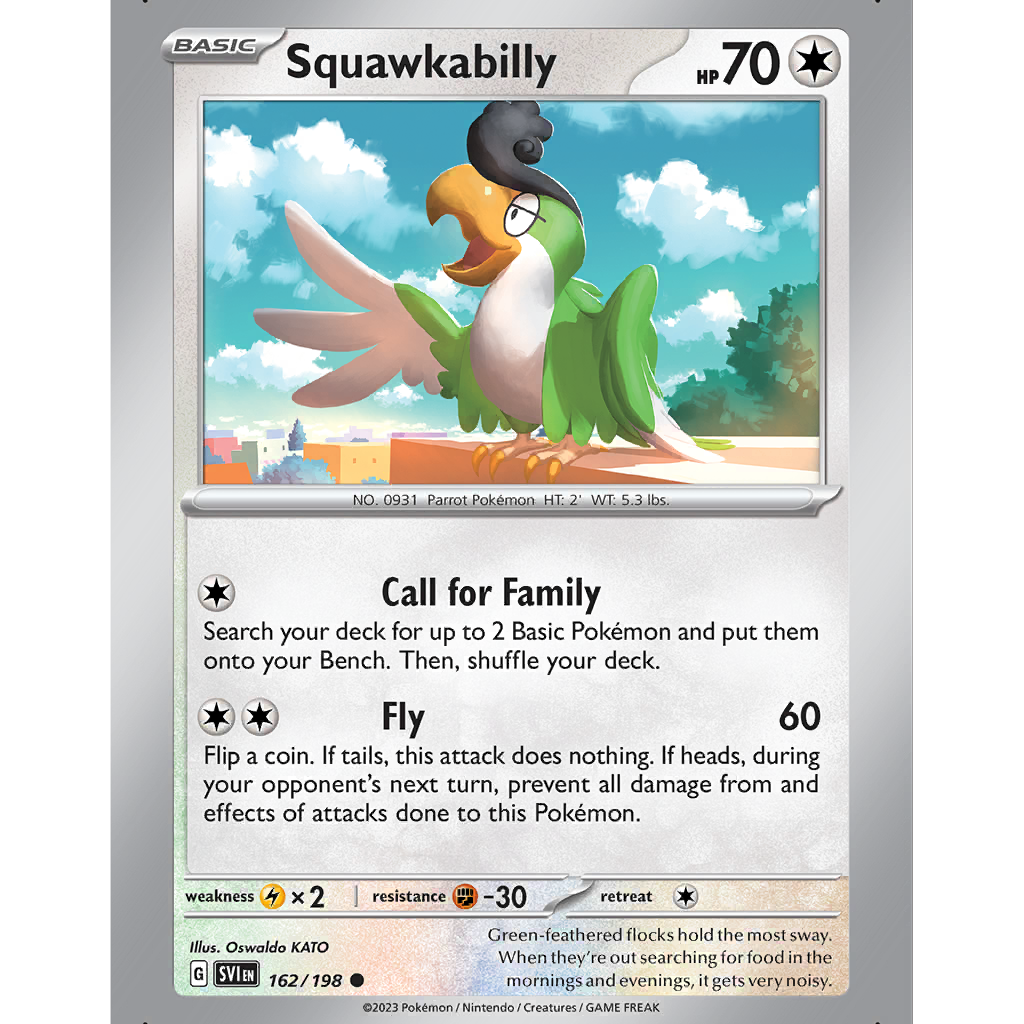 BASIC Squawkabilly HP 70
NO. 0931 Parrot Pokémon HT: 2' WT: 5.3 lbs.
Call for Family
Search your deck for up to 2 Basic Pokémon and put them
onto your Bench. Then, shuffle your deck.
Fly 60
Flip a coin. If tails, this attack does nothing. If heads, during
your opponent's next turn, prevent all damage from and
effects of attacks done to this Pokémon.
weakness ×2 resistance -30 retreat
Illus. Oswaldo KATO
G SVI EN 162/198
Green-feathered flocks hold the most sway.
When they're out searching for food in the
mornings and evenings, it gets very noisy.
©2023 Pokémon / Nintendo / Creatures / GAME FREAK